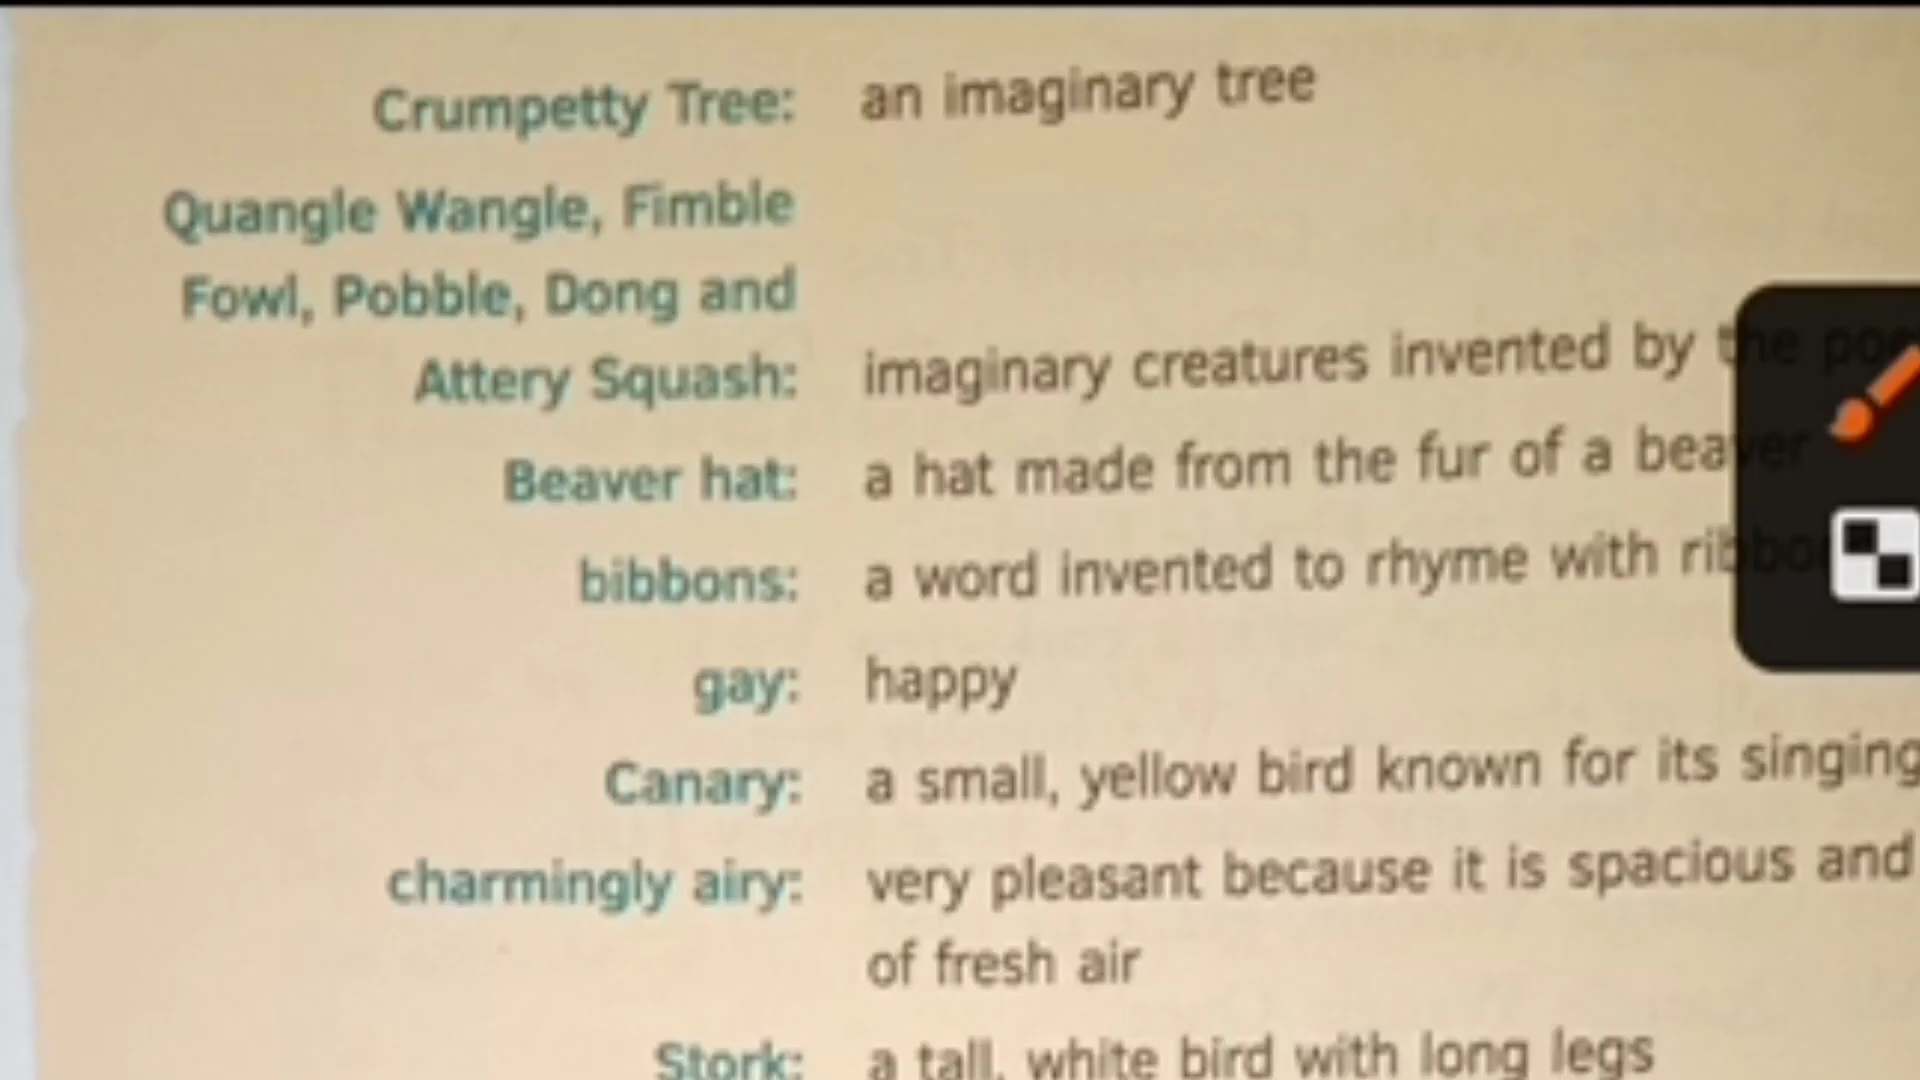 Crumpetty Tree: an imaginary tree
Quangle Wangle, Fimble
Fowl, Pobble, Dong and
Attery Squash: imaginary creatures invented by the
Beaver hat: a hat made from the fur of a beaver
bibbons: a word invented to rhyme with
gay: happy
Canary: a small, yellow bird known for its singing
charmingly airy: very pleasant because it is spacious and
of fresh air
Stork: a tall, white bird with long legs